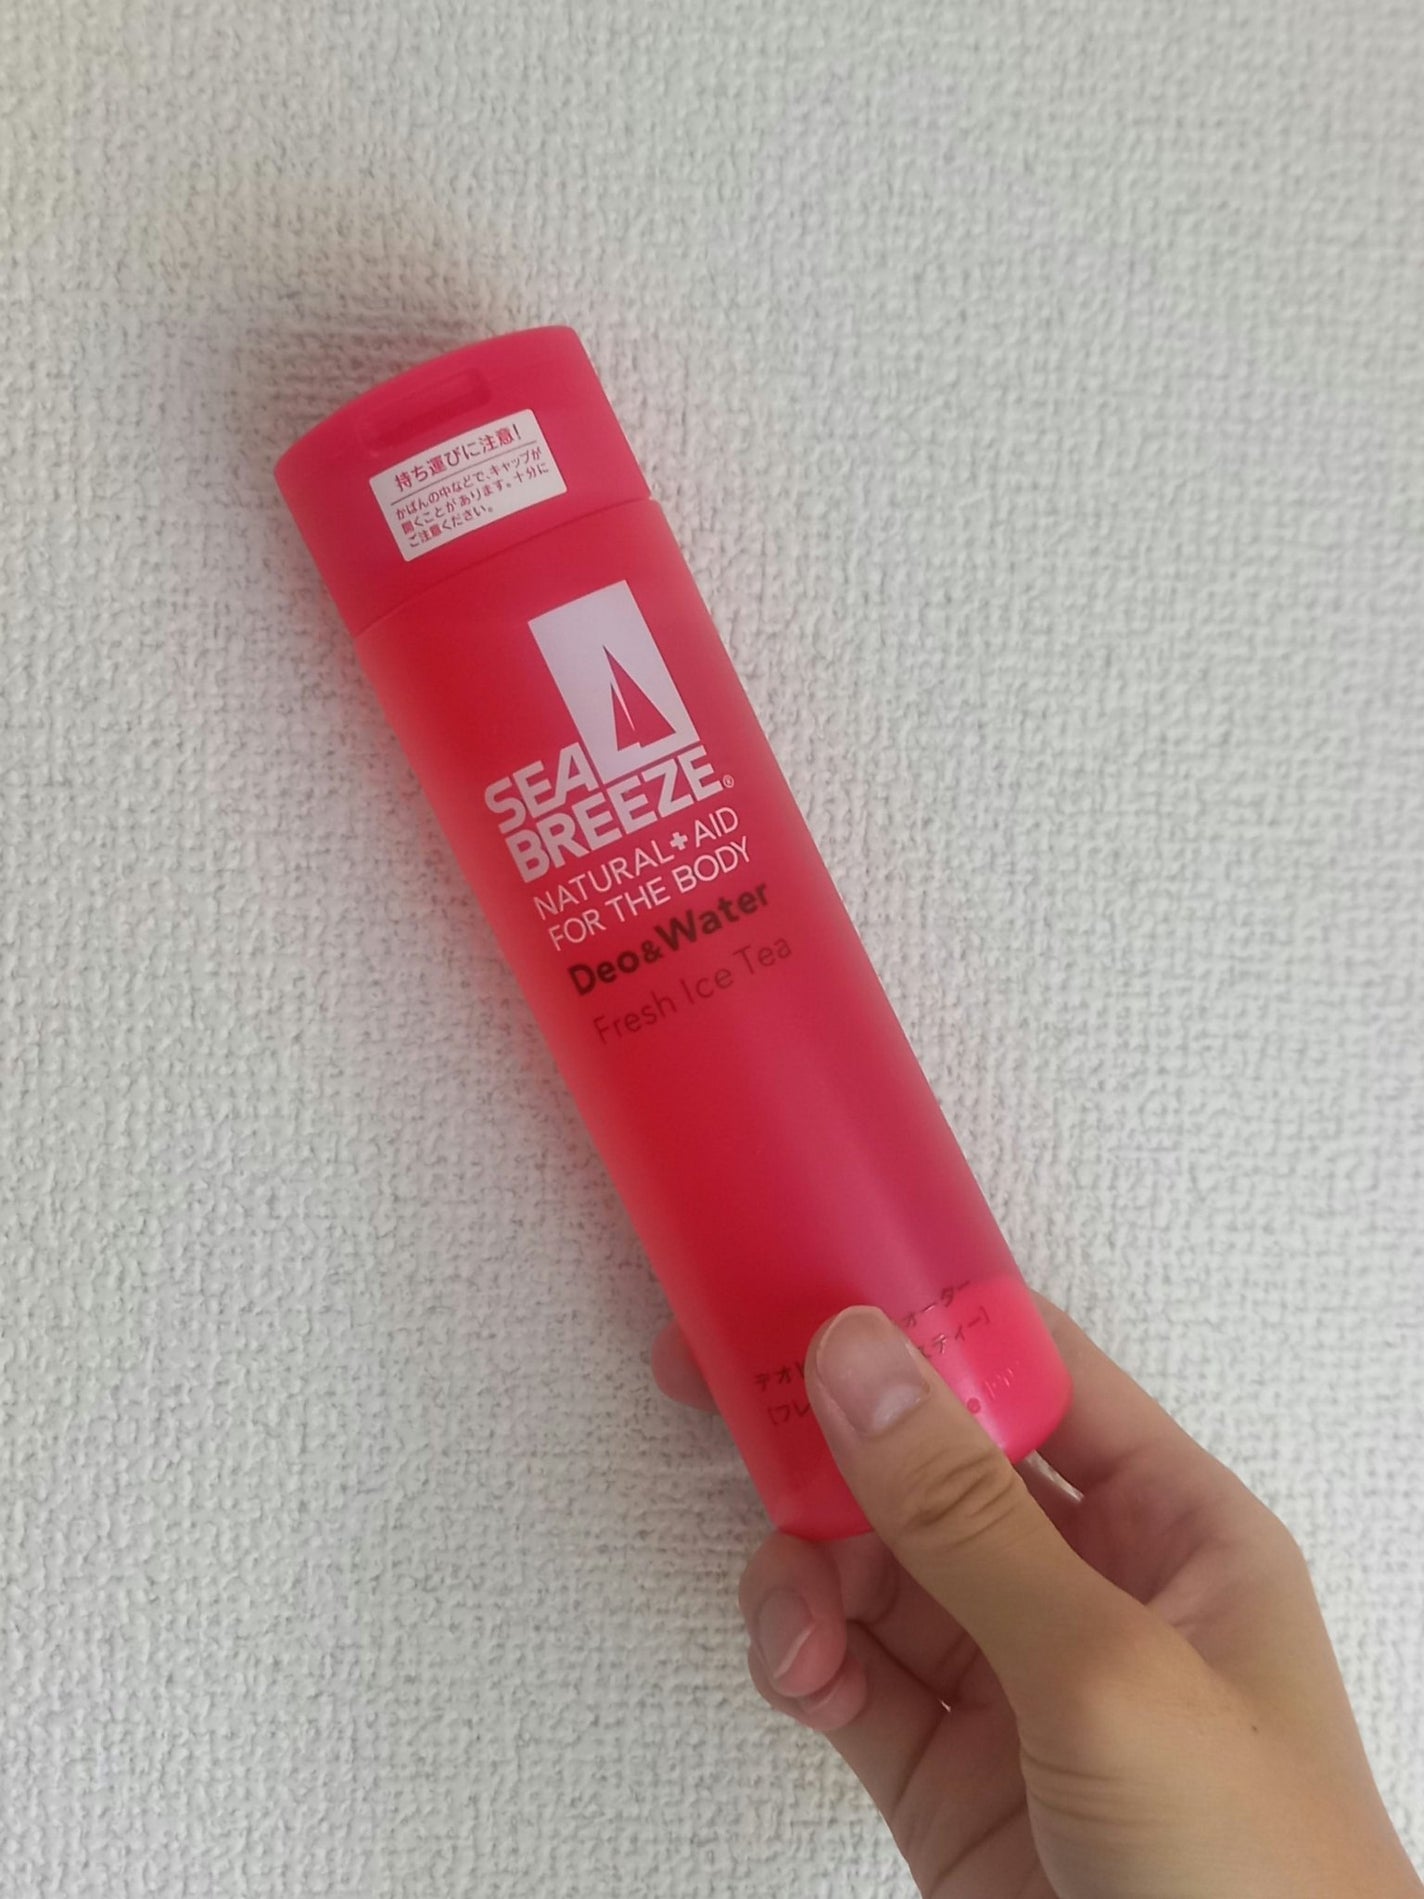 持ち運びに注意!
かばんの中などで、キャップが
開くことがあります。十分に
ご注意ください。
SEA
BREEZE®
NATURAL+AID
FOR THE BODY
Deo&Water
Fresh Ice Tea